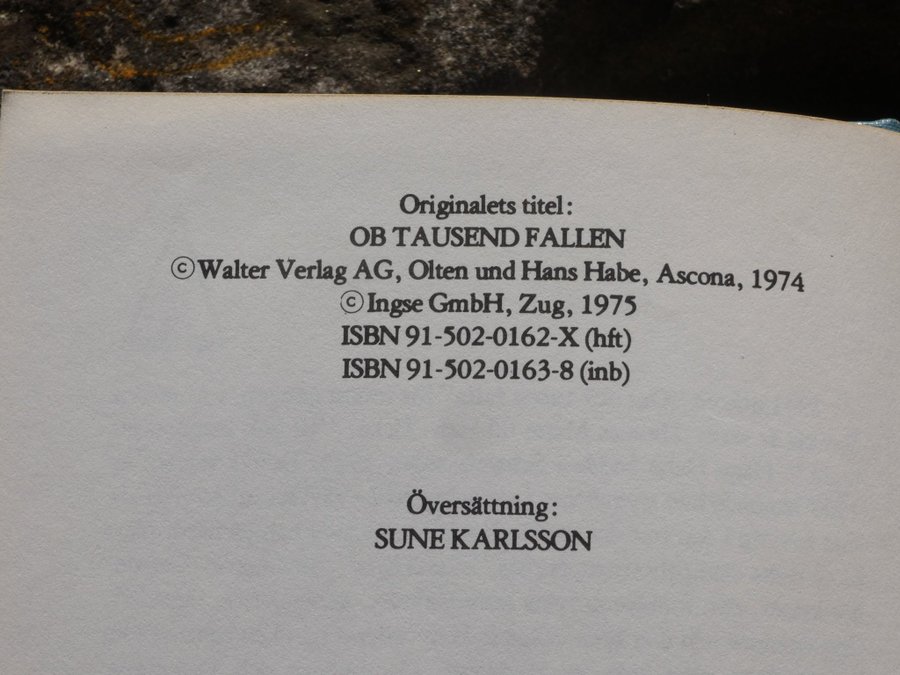 Originalets titel:
OB TAUSEND FALLEN
©Walter Verlag AG, Olten und Hans Habe, Ascona, 1974
©Ingse GmbH, Zug, 1975
ISBN 91-502-0162-X (hft)
ISBN 91-502-0163-8 (inb)
Översättning:
SUNE KARLSSON